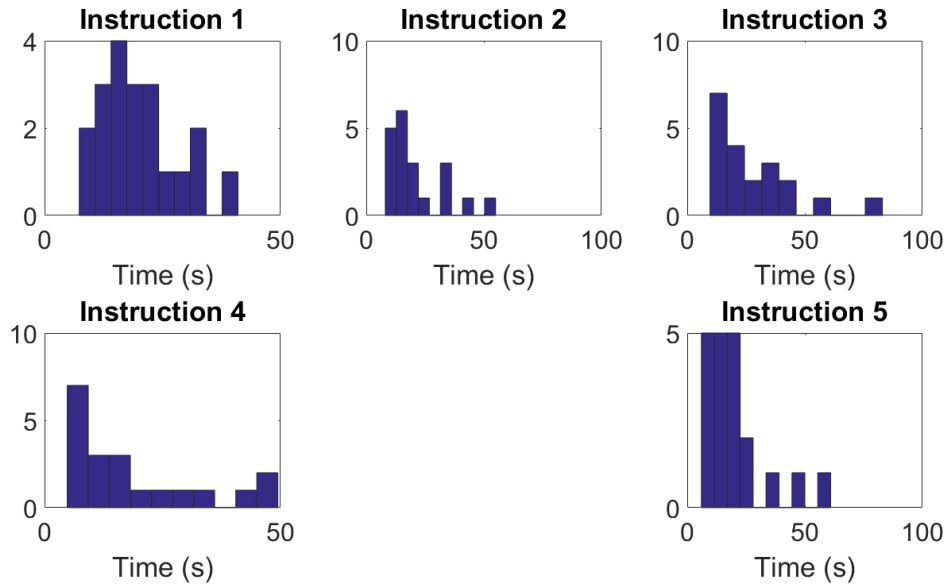 Instruction 1
4
2
0
0 50
Time (s)
Instruction 2
10
5
0
0 50 100
Time (s)
Instruction 3
10
5
0
0 50 100
Time (s)
Instruction 4
10
5
0
0 50
Time (s)
Instruction 5
5
0
0 50 100
Time (s)